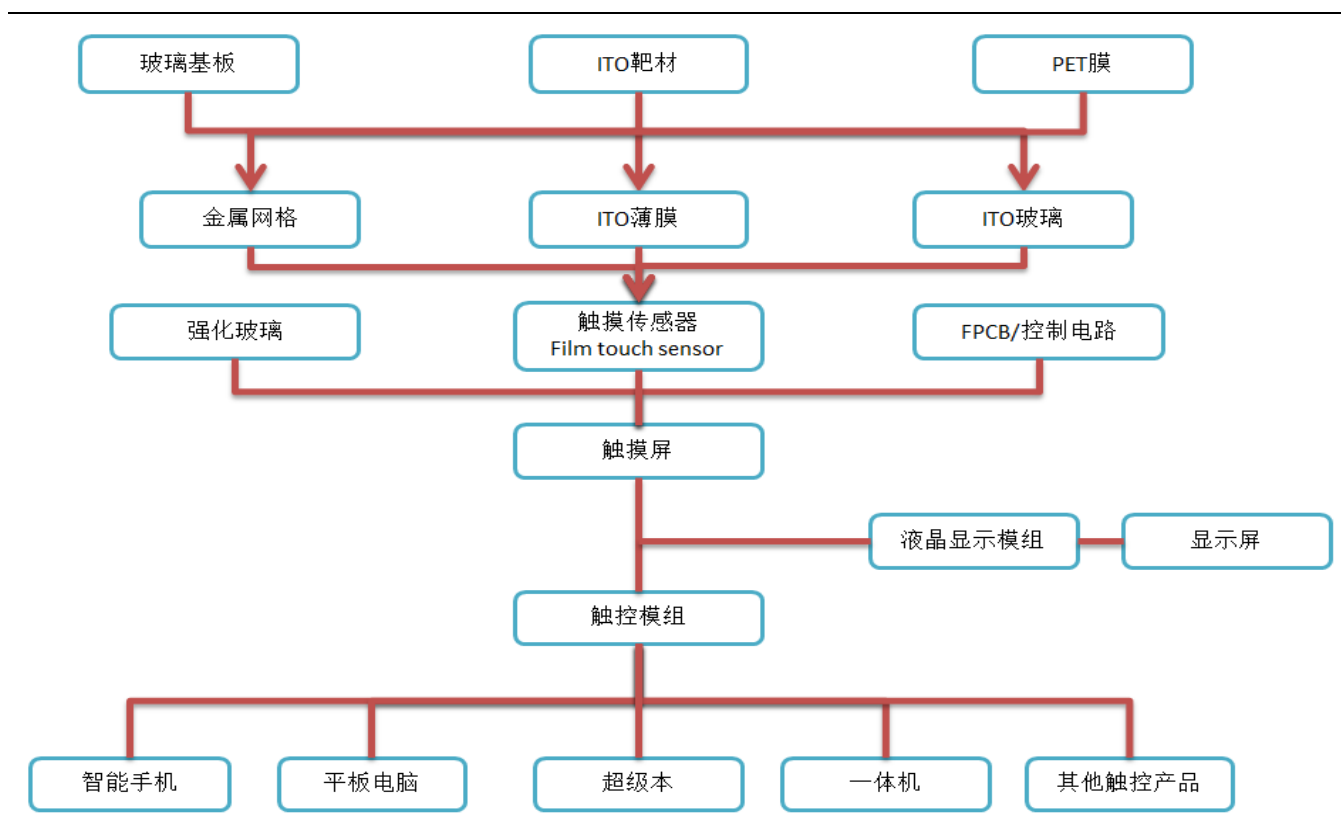 玻璃基板
ITO靶材
PET膜
金属网格
ITO薄膜
ITO玻璃
强化玻璃
触摸传感器
Film touch sensor
FPCB/控制电路
触摸屏
液晶显示模组
显示屏
触控模组
智能手机
平板电脑
超级本
一体机
其他触控产品